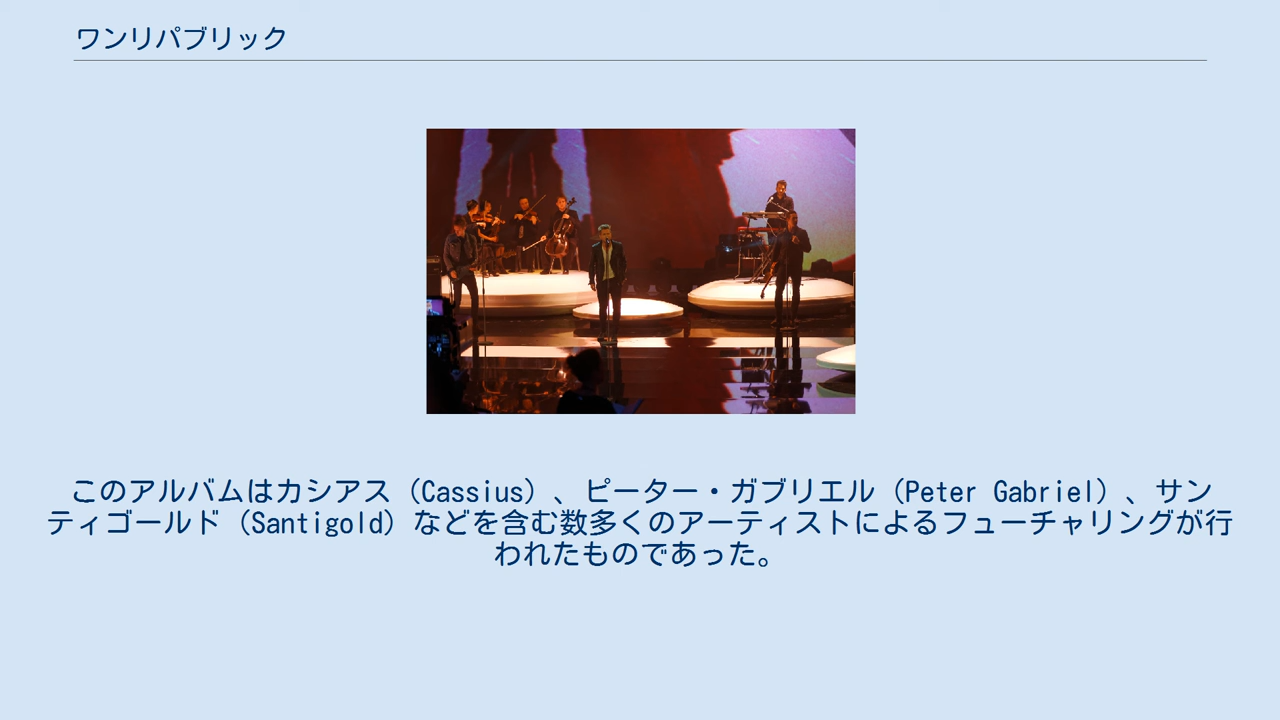 ワンリパブリック
このアルバムはカシアス（Cassius）、ピーター・ガブリエル（Peter Gabriel）、サン
ティゴールド（Santigold）などを含む数多くのアーティストによるフューチャリングが行
われたものであった。